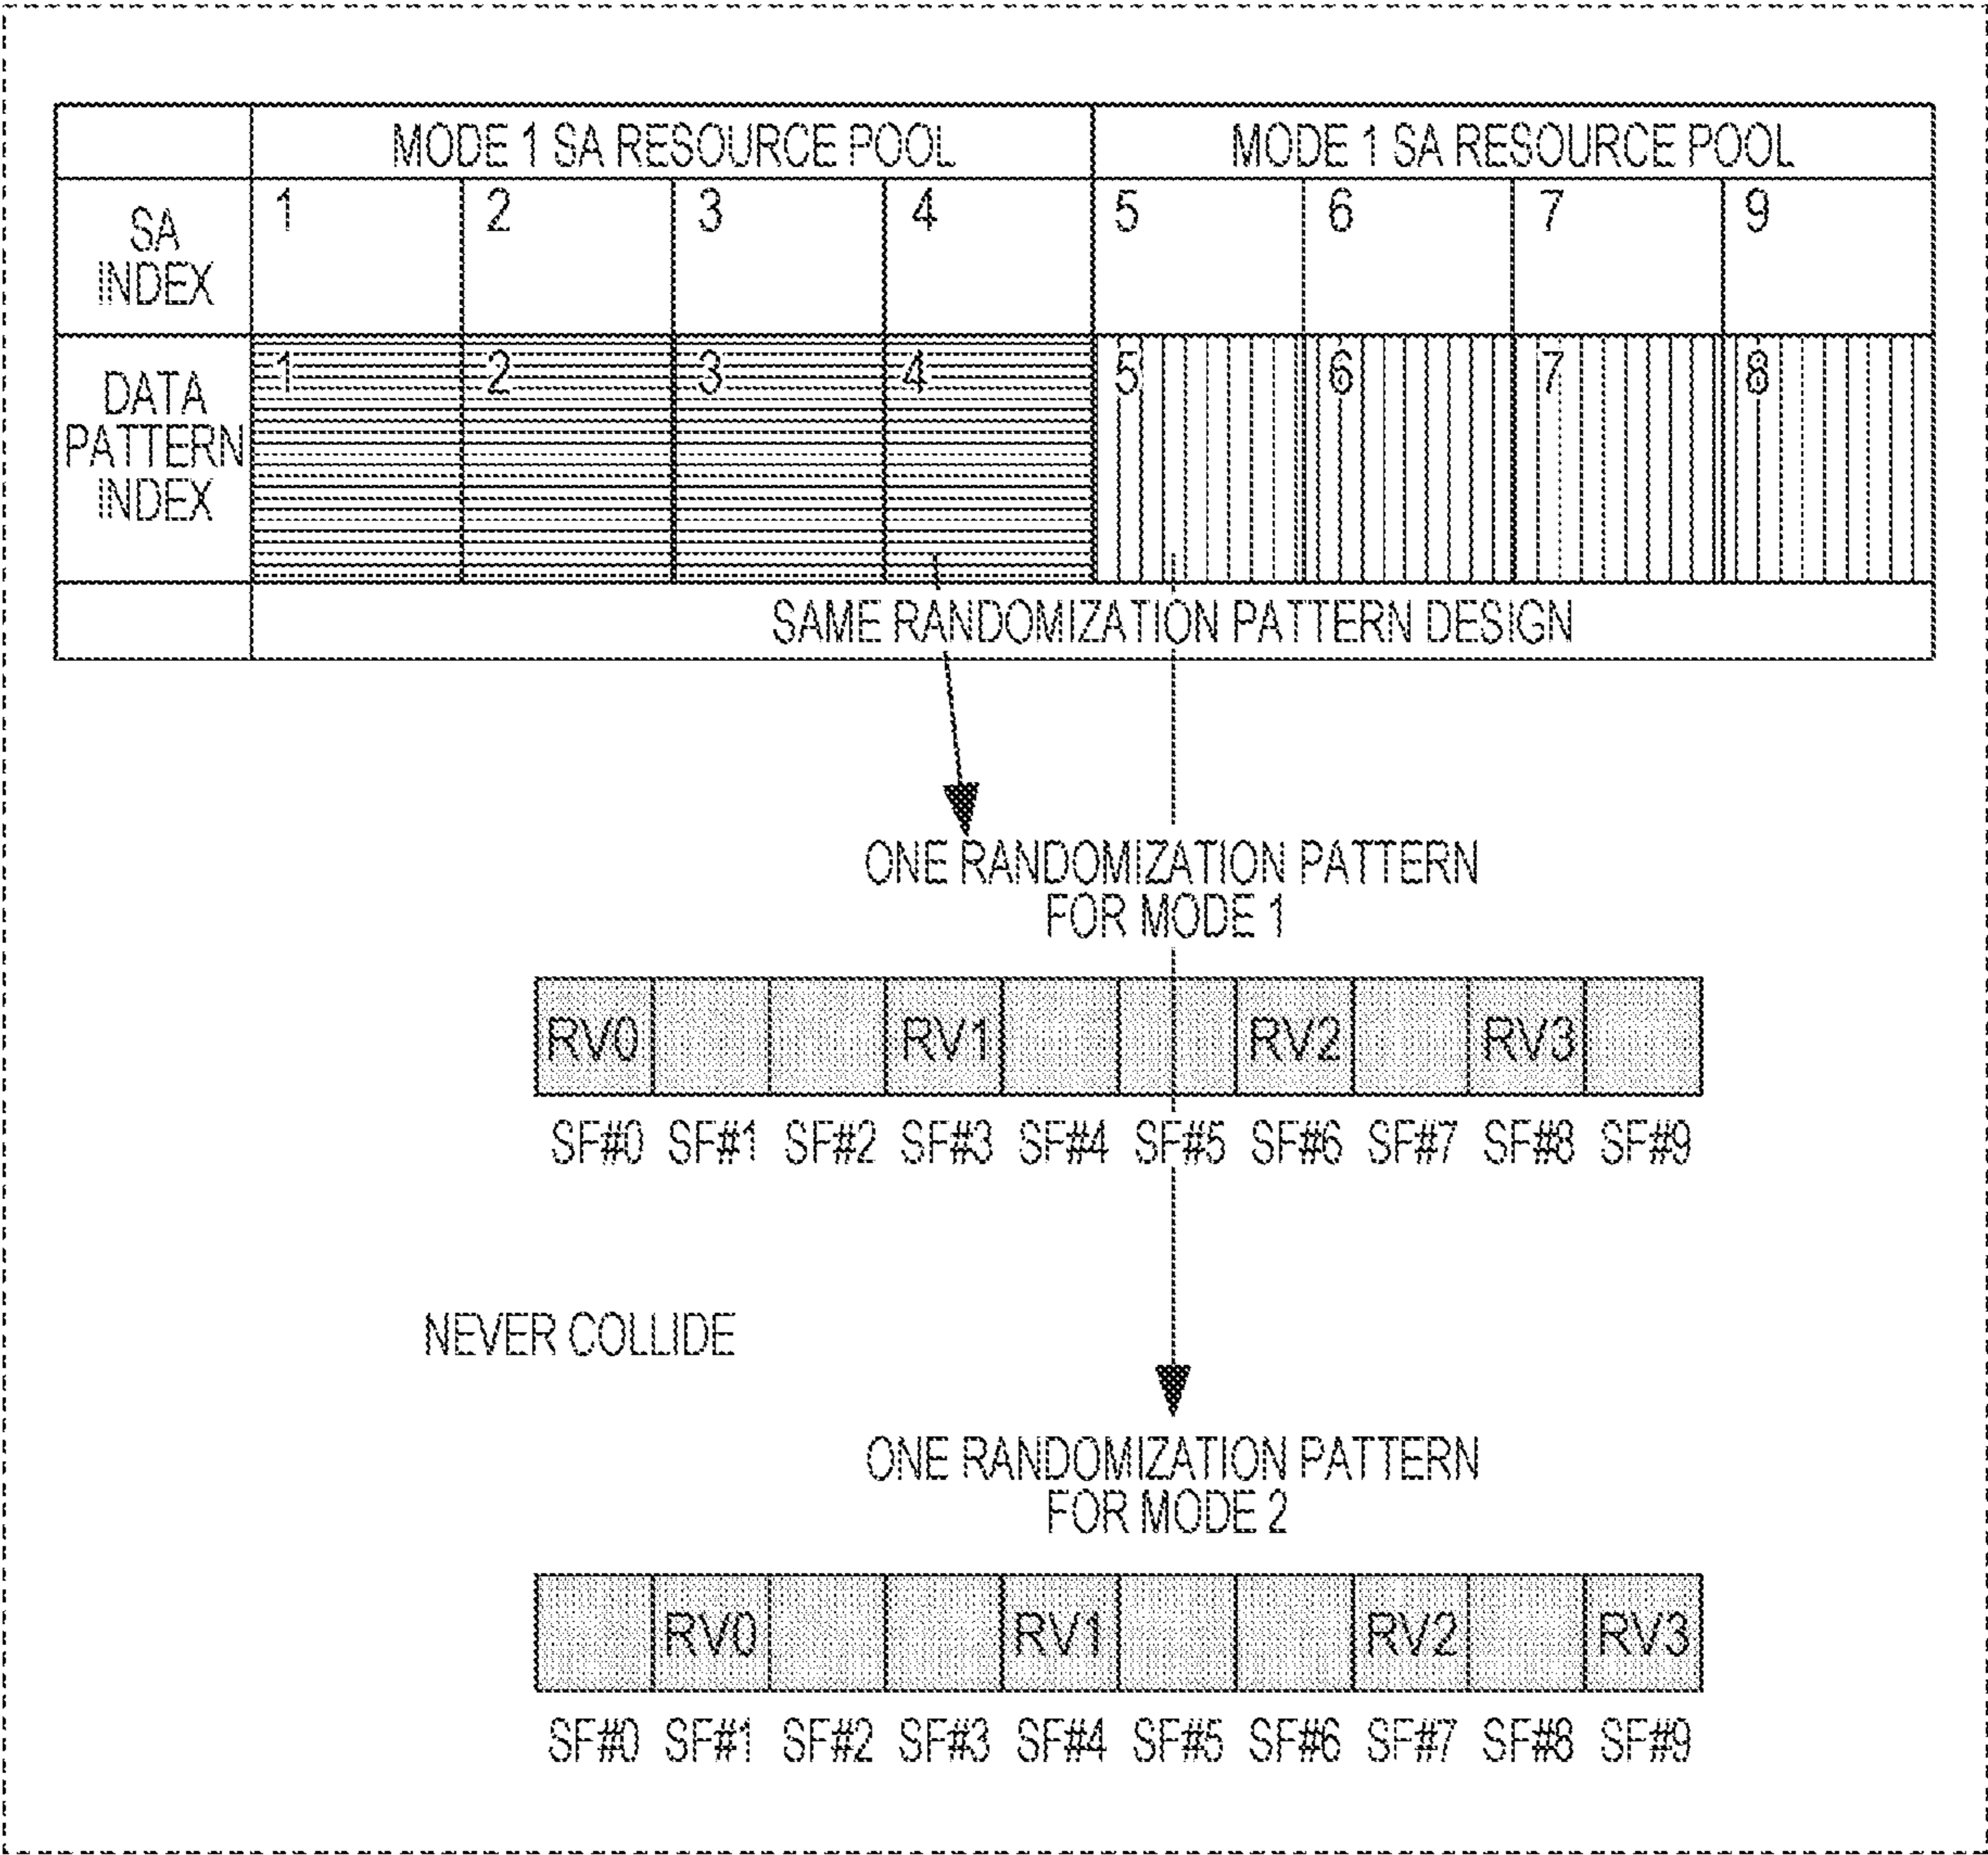 MODE 1 SA RESOURCE POOL MODE 1 SA RESOURCE POOL
SA INDEX 1 2 3 4 5 6 7 9
DATA PATTERN INDEX 1 2 3 4 5 6 7 8
SAME RANDOMIZATION PATTERN DESIGN
ONE RANDOMIZATION PATTERN
FOR MODE 1
RV0 RV1 RV2 RV3
SF#0 SF#1 SF#2 SF#3 SF#4 SF#5 SF#6 SF#7 SF#8 SF#9
NEVER COLLIDE
ONE RANDOMIZATION PATTERN
FOR MODE 2
RV0 RV1 RV2 RV3
SF#0 SF#1 SF#2 SF#3 SF#4 SF#5 SF#6 SF#7 SF#8 SF#9